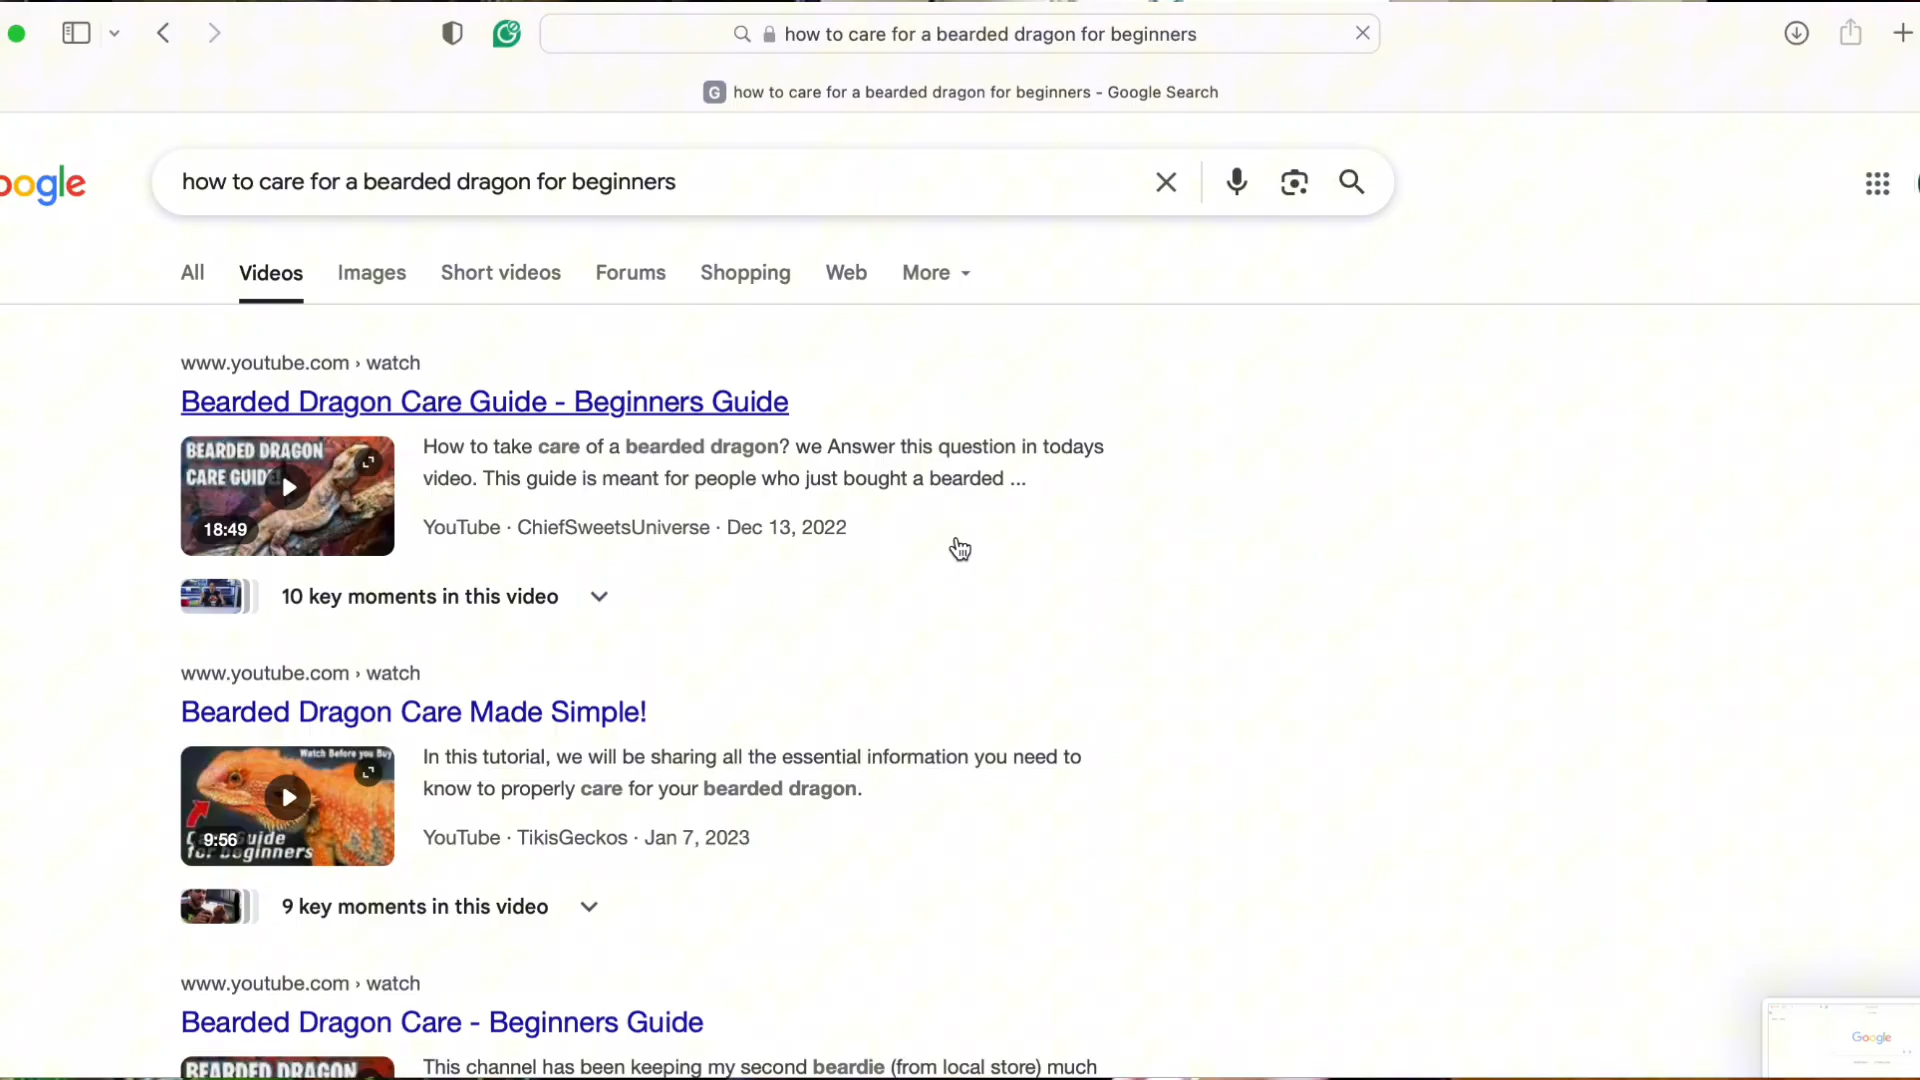 how to care for a bearded dragon for beginners
G how to care for a bearded dragon for beginners - Google Search
oogle
how to care for a bearded dragon for beginners
All Videos Images Short videos Forums Shopping Web More
www.youtube.com › watch
Bearded Dragon Care Guide - Beginners Guide
BEARDED DRAGON
CARE GUIDE
18:49
How to take care of a bearded dragon? we Answer this question in todays
video. This guide is meant for people who just bought a bearded ...
YouTube · ChiefSweetsUniverse · Dec 13, 2022
10 key moments in this video
www.youtube.com › watch
Bearded Dragon Care Made Simple!
Watch Before you Buy
9:56
Guide
for beginners
In this tutorial, we will be sharing all the essential information you need to
know to properly care for your bearded dragon.
YouTube · TikisGeckos · Jan 7, 2023
9 key moments in this video
www.youtube.com › watch
Bearded Dragon Care - Beginners Guide
BEARDED DRAGON
This channel has been keeping my second beardie (from local store) much
Google